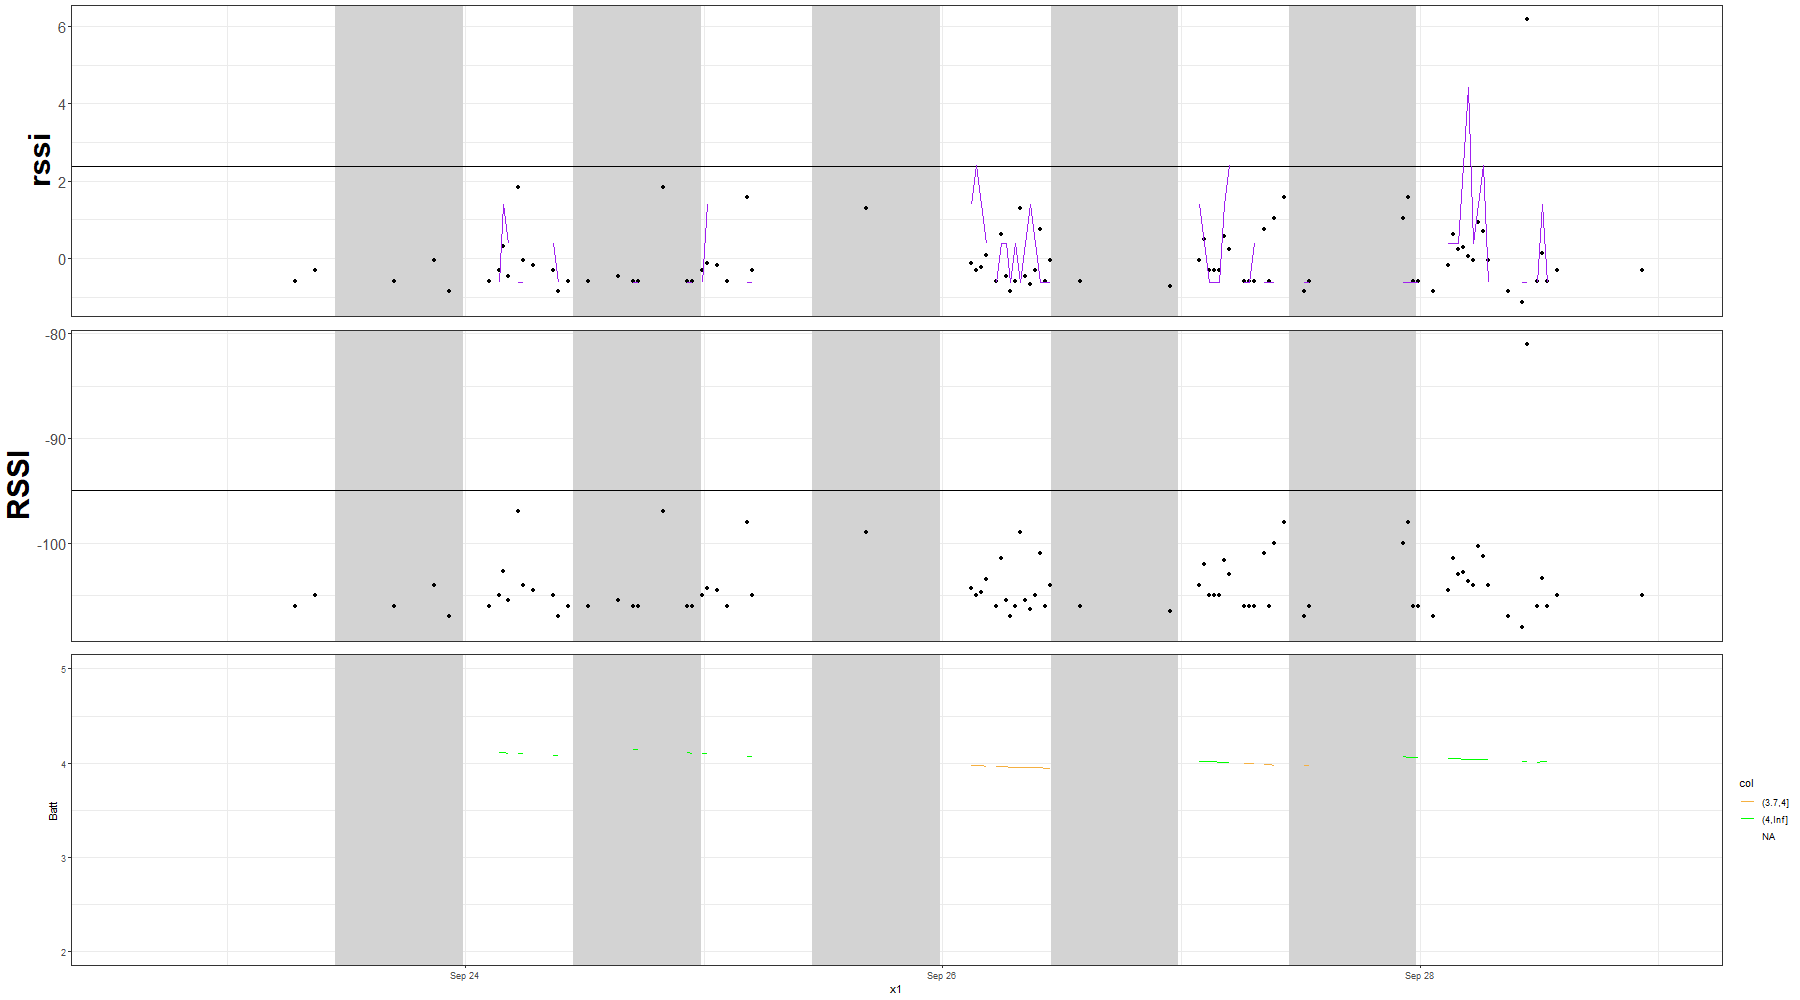 6
4
2
0
rssi
-80
-90
-100
RSSI
5
4
3
2
Batt
Sep 24
Sep 26
Sep 28
x1
col
(3.7,4]
(4,Inf]
NA